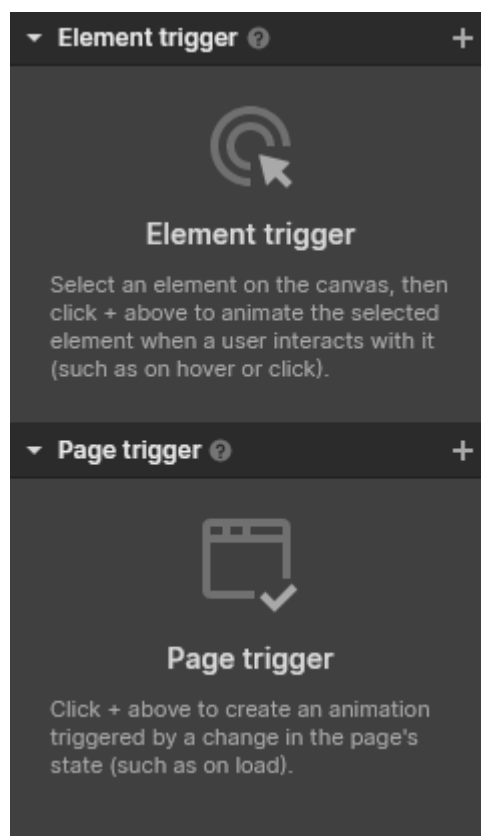 Element trigger
Element trigger
Select an element on the canvas, then
click + above to animate the selected
element when a user interacts with it
(such as on hover or click).
Page trigger
Page trigger
Click + above to create an animation
triggered by a change in the page's
state (such as on load).